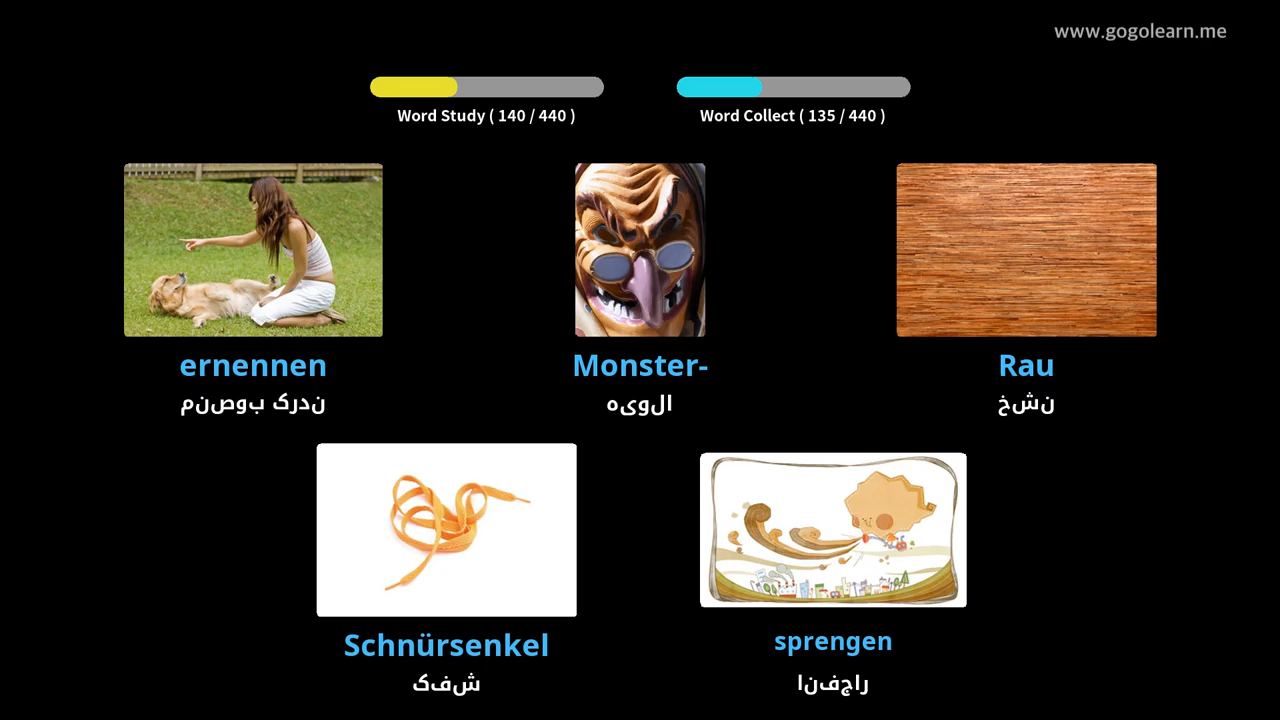 www.gogolearn.me
Word Study ( 140 / 440 )
Word Collect ( 135 / 440 )
ernennen
ندرک بوصنم
Monster-
الویه
Rau
نشخ
Schnürsenkel
شفک
sprengen
راجفنا